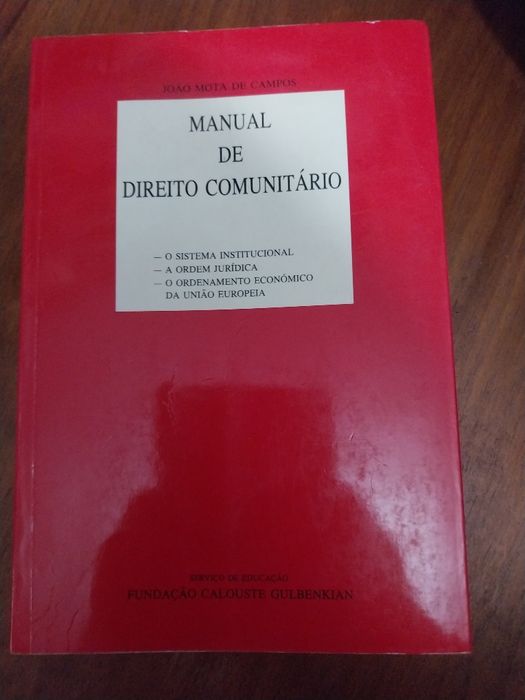 JOÃO MOTA DE CAMPOS
MANUAL
DE
DIREITO COMUNITÁRIO
— O SISTEMA INSTITUCIONAL
— A ORDEM JURÍDICA
— O ORDENAMENTO ECONÓMICO
DA UNIÃO EUROPEIA
SERVIÇO DE EDUCAÇÃO
FUNDAÇÃO CALOUSTE GULBENKIAN